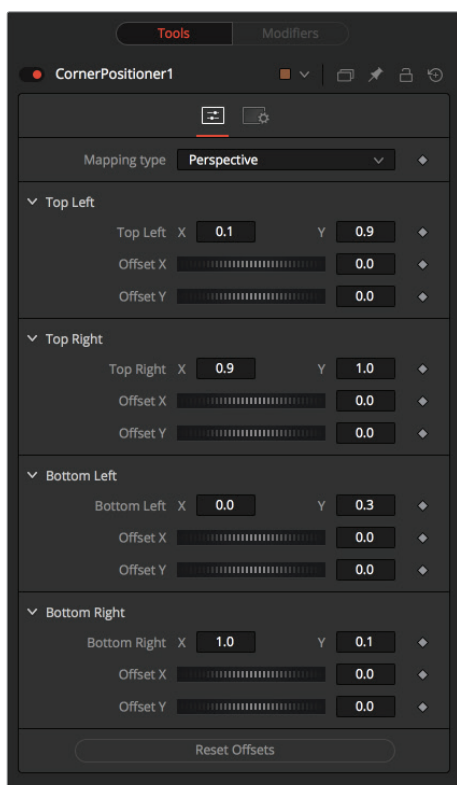 Tools Modifiers
CornerPositioner1
Mapping type Perspective
Top Left
Top Left X 0.1 Y 0.9
Offset X 0.0
Offset Y 0.0
Top Right
Top Right X 0.9 Y 1.0
Offset X 0.0
Offset Y 0.0
Bottom Left
Bottom Left X 0.0 Y 0.3
Offset X 0.0
Offset Y 0.0
Bottom Right
Bottom Right X 1.0 Y 0.1
Offset X 0.0
Offset Y 0.0
Reset Offsets